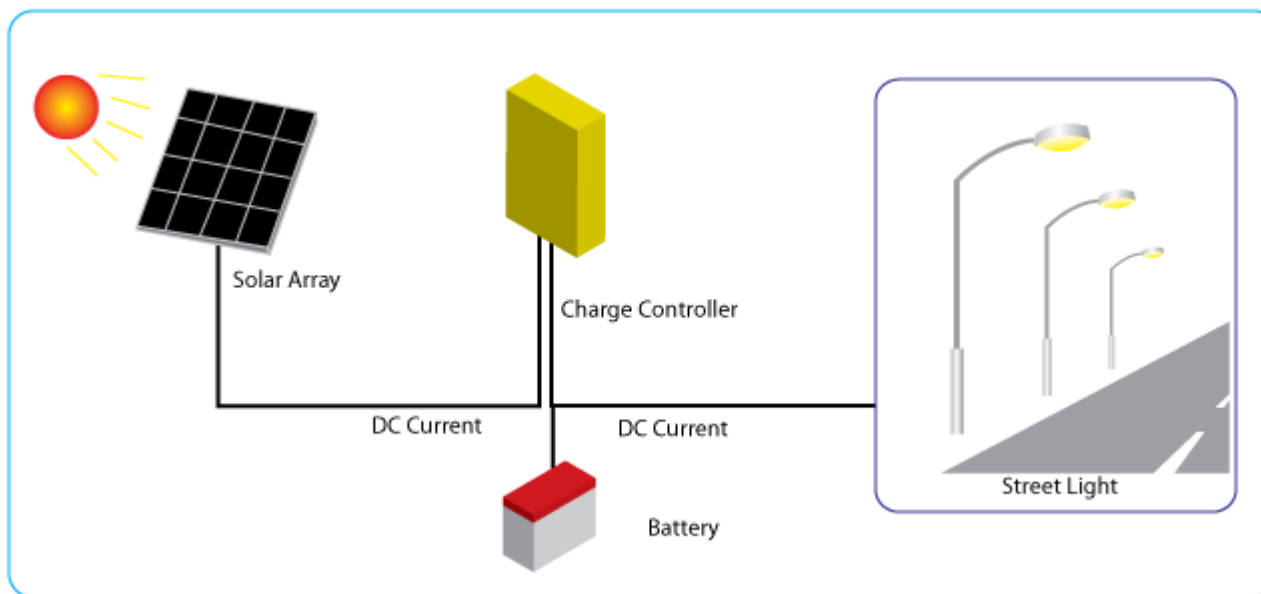 Solar Array
Charge Controller
DC Current
DC Current
Street Light
Battery